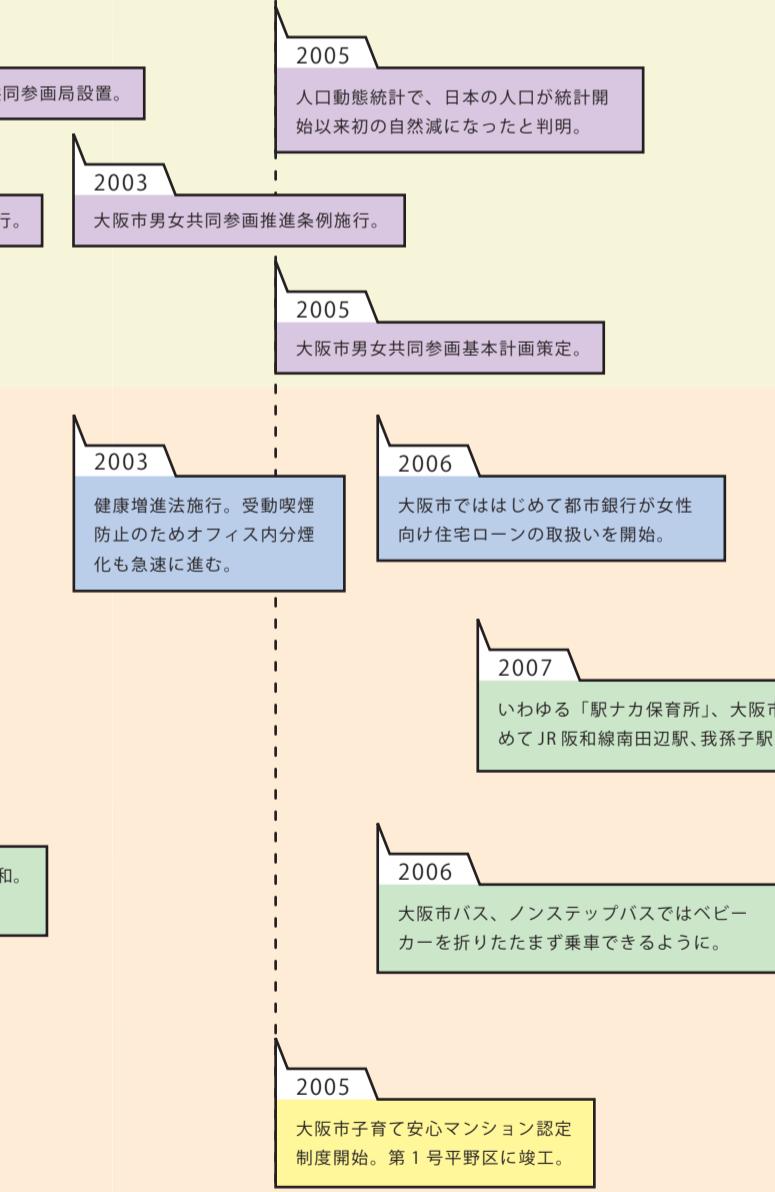 2005
人口動態統計で、日本の人口が統計開
始以来初の自然減になったと判明。
同参画局設置。
2003
大阪市男女共同参画推進条例施行。
行。
2005
大阪市男女共同参画基本計画策定。
2003
健康増進法施行。受動喫煙
防止のためオフィス内分煙
化も急速に進む。
2006
大阪市でははじめて都市銀行が女性
向け住宅ローンの取扱いを開始。
2007
いわゆる「駅ナカ保育所」、大阪市
めてJR阪和線南田辺駅、我孫子駅
和。
2006
大阪市バス、ノンステップバスではベビー
カーを折りたたまず乗車できるように。
2005
大阪市子育て安心マンション認定
制度開始。第1号平野区に竣工。